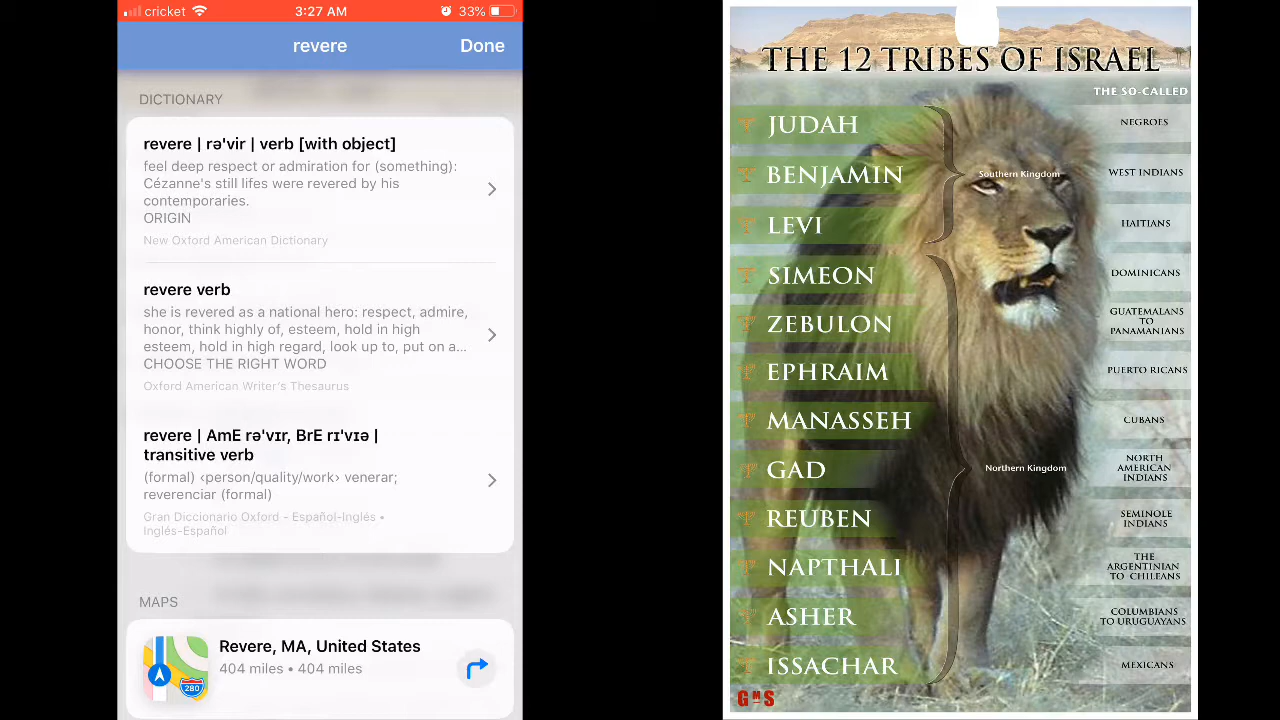 cricket
3:27 AM
33%
revere
Done
DICTIONARY
revere | rə'vir | verb [with object]
feel deep respect or admiration for (something):
Cézanne's still lifes were revered by his
contemporaries.
ORIGIN
New Oxford American Dictionary
revere verb
she is revered as a national hero: respect, admire,
honor, think highly of, esteem, hold in high
esteem, hold in high regard, look up to, put on a...
CHOOSE THE RIGHT WORD
Oxford American Writer's Thesaurus
revere | AmE rə'vɪr, BrE rɪ'vɪə |
transitive verb
(formal) ‹person/quality/work› venerar;
reverenciar (formal)
Gran Diccionario Oxford - Español-Inglés •
Inglés-Español
MAPS
280
Revere, MA, United States
404 miles • 404 miles
THE 12 TRIBES OF ISRAEL
THE SO-CALLED
JUDAH
NEGROES
BENJAMIN
Southern Kingdom
WEST INDIANS
LEVI
HAITIANS
SIMEON
DOMINICANS
ZEBULON
GUATEMALANS
TO
PANAMANIANS
EPHRAIM
PUERTO RICANS
MANASSEH
CUBANS
GAD
Northern Kingdom
NORTH
AMERICAN
INDIANS
REUBEN
SEMINOLE
INDIANS
NAPTHALI
THE
ARGENTINIAN
TO CHILEANS
ASHER
COLUMBIANS
TO URUGUAYANS
ISSACHAR
MEXICANS
GMS